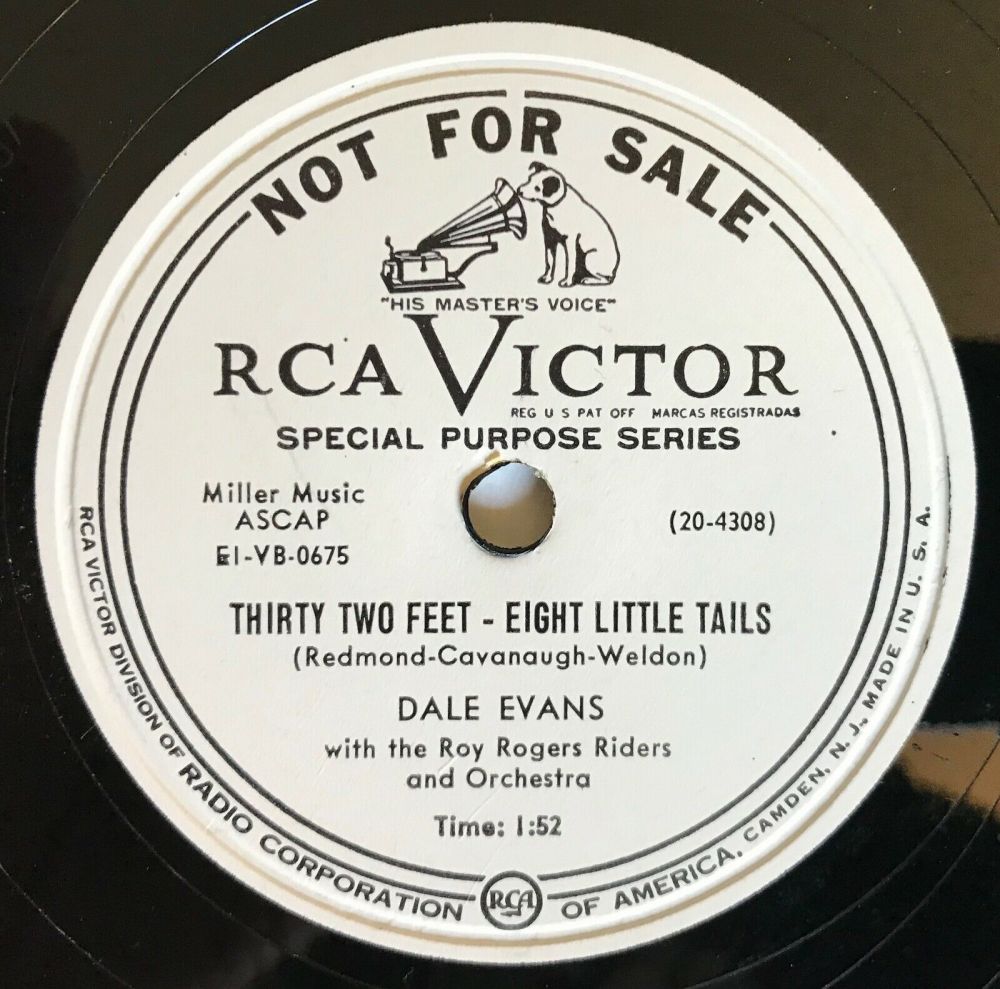 NOT FOR SALE
"HIS MASTER'S VOICE"
RCA VICTOR
REG U S PAT OFF MARCAS REGISTRADAS
SPECIAL PURPOSE SERIES
Miller Music
ASCAP
(20-4308)
E1-VB-0675
THIRTY TWO FEET - EIGHT LITTLE TAILS
(Redmond-Cavanaugh-Weldon)
DALE EVANS
with the Roy Rogers Riders
and Orchestra
Time: 1:52
RCA VICTOR DIVISION OF RADIO CORPORATION RCA OF AMERICA, CAMDEN, N. J., MADE IN U. S. A.